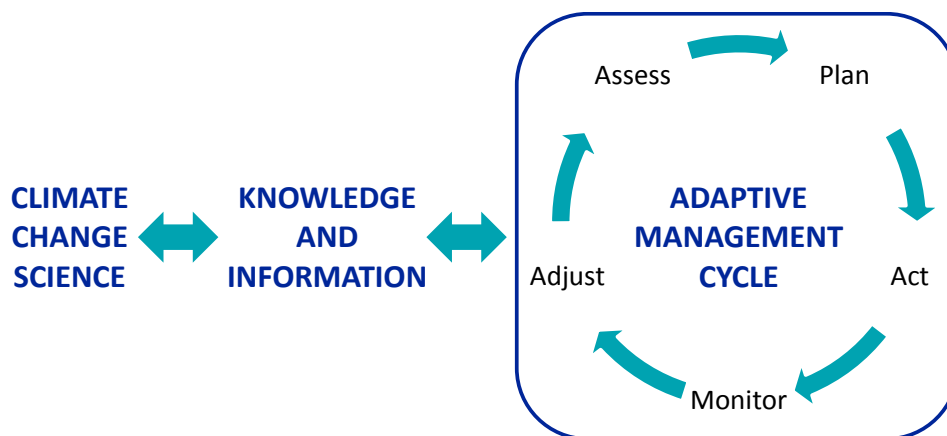 CLIMATE
CHANGE
SCIENCE
KNOWLEDGE
AND
INFORMATION
Assess
Plan
ADAPTIVE
MANAGEMENT
CYCLE
Adjust
Act
Monitor